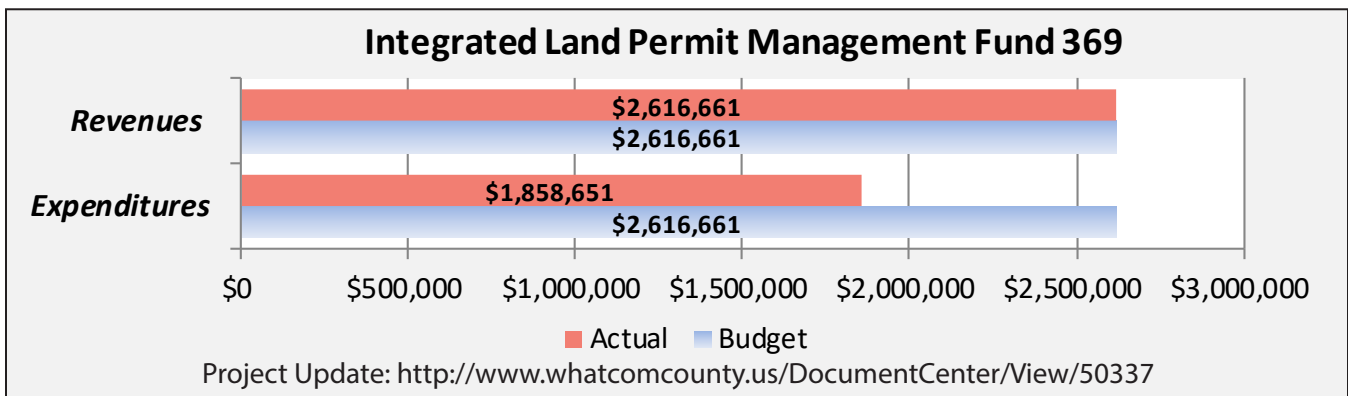 Integrated Land Permit Management Fund 369
Revenues
$2,616,661
$2,616,661
Expenditures
$1,858,651
$2,616,661
$0 $500,000 $1,000,000 $1,500,000 $2,000,000 $2,500,000 $3,000,000
Actual Budget
Project Update: http://www.whatcomcounty.us/DocumentCenter/View/50337